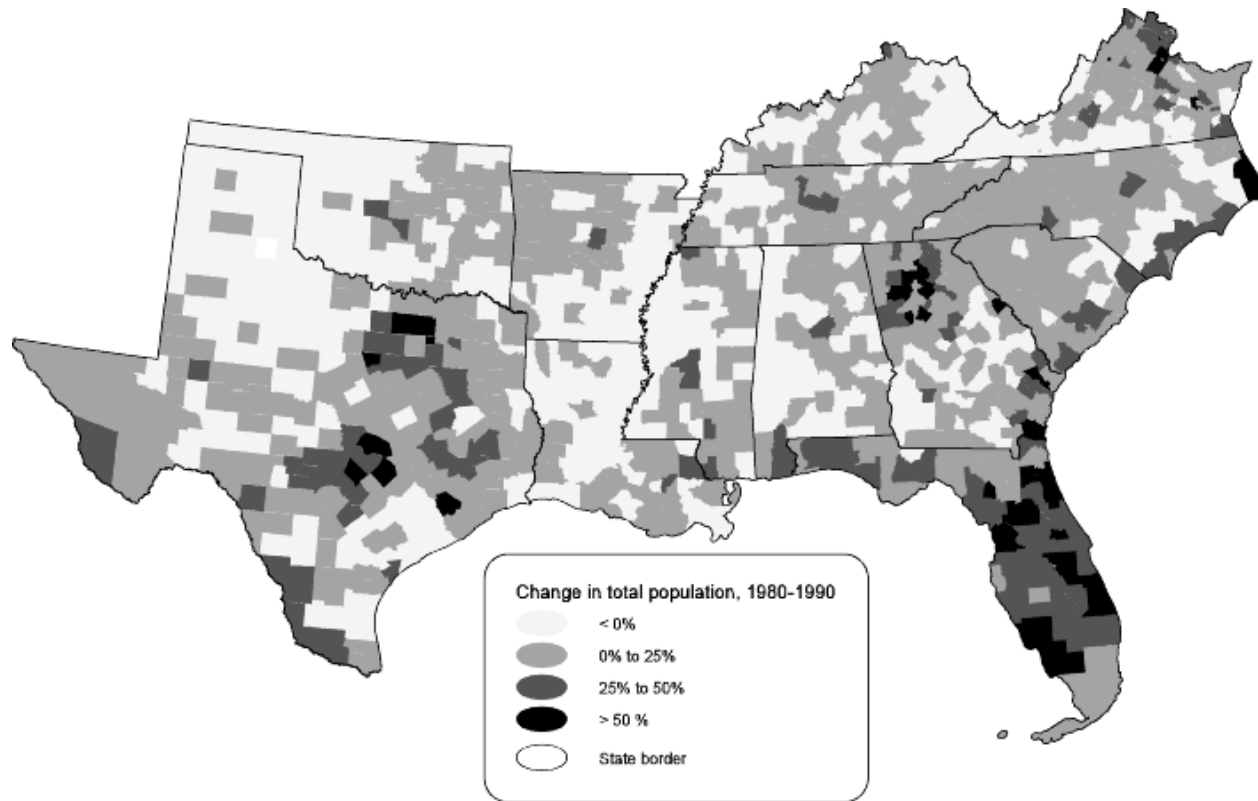 Change in total population, 1980-1990
< 0%
0% to 25%
25% to 50%
> 50 %
State border